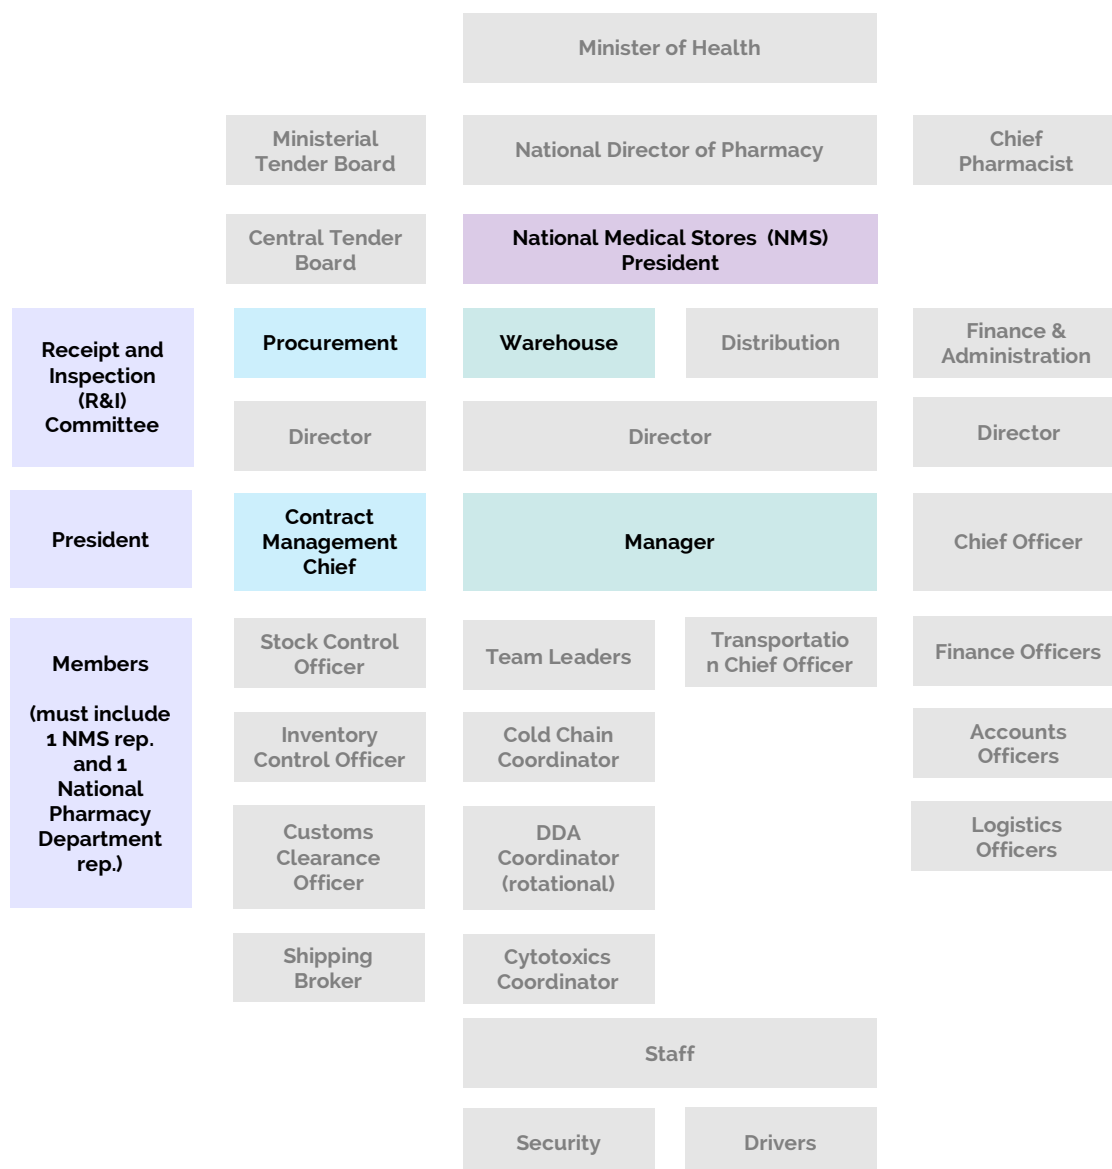 Minister of Health
Ministerial
Tender Board
National Director of Pharmacy
Chief
Pharmacist
Central Tender
Board
National Medical Stores (NMS)
President
Receipt and
Inspection
(R&I)
Committee
Procurement
Warehouse
Distribution
Finance &
Administration
Director
Director
Director
President
Contract
Management
Chief
Manager
Chief Officer
Members
(must include
1 NMS rep.
and 1
National
Pharmacy
Department
rep.)
Stock Control
Officer
Team Leaders
Transportatio
n Chief Officer
Finance Officers
Inventory
Control Officer
Cold Chain
Coordinator
Accounts
Officers
Customs
Clearance
Officer
DDA
Coordinator
(rotational)
Logistics
Officers
Shipping
Broker
Cytotoxics
Coordinator
Staff
Security
Drivers